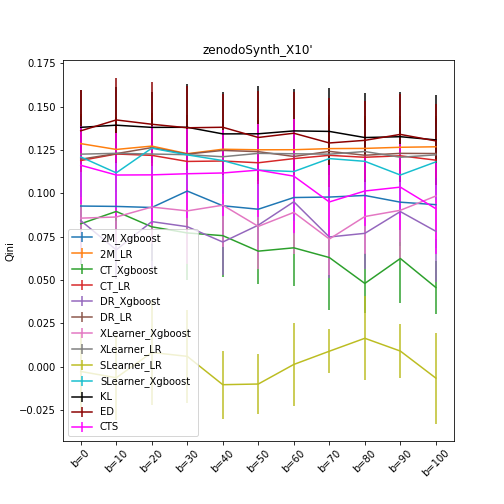 zenodoSynth_X10'
Qini
0.175
0.150
0.125
0.100
0.075
0.050
0.025
0.000
−0.025
2M_Xgboost
2M_LR
CT_Xgboost
CT_LR
DR_Xgboost
DR_LR
XLearner_Xgboost
XLearner_LR
SLearner_LR
SLearner_Xgboost
KL
ED
CTS
b=0
b=10
b=20
b=30
b=40
b=50
b=60
b=70
b=80
b=90
b=100